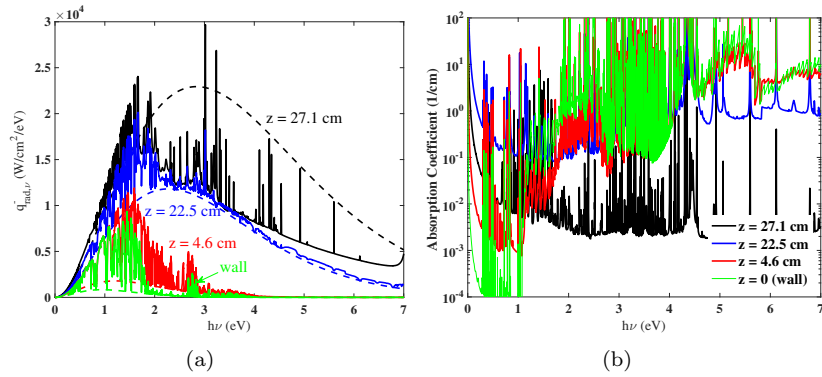 × 10⁴
3
2.5
2
1.5
1
0.5
0
0 1 2 3 4 5 6 7
q⁻rad,ν (W/cm²/eV)
hν (eV)
z = 27.1 cm
z = 22.5 cm
z = 4.6 cm
wall
(a)
10²
10¹
10⁰
10⁻¹
10⁻²
10⁻³
10⁻⁴
0 1 2 3 4 5 6 7
Absorption Coefficient (1/cm)
hν (eV)
z = 27.1 cm
z = 22.5 cm
z = 4.6 cm
z = 0 (wall)
(b)